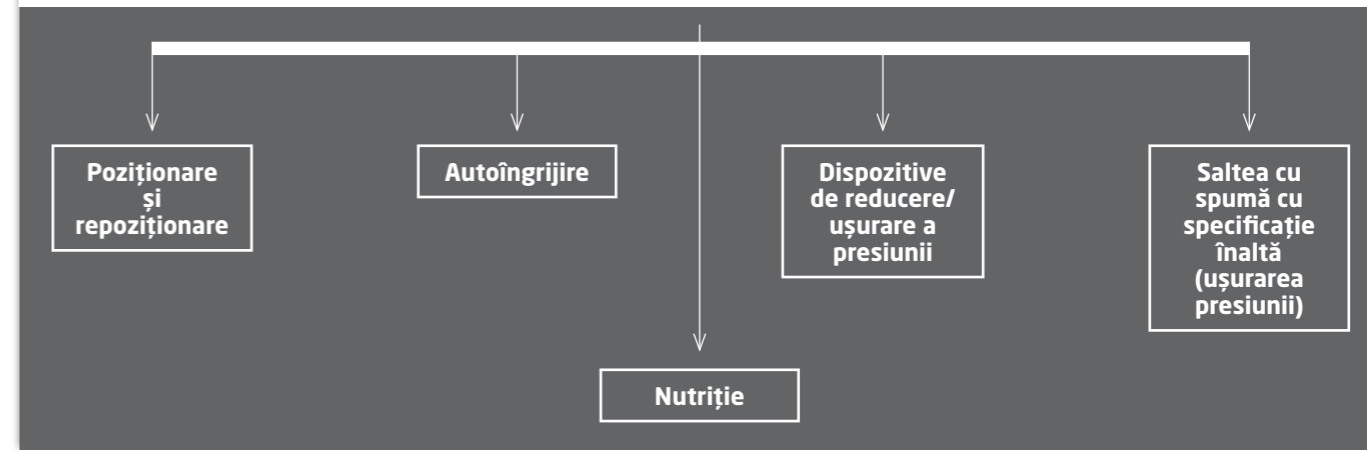 Poziționare
și
repoziționare
Autoîngrijire
Dispozitive
de reducere/
ușurare a
presiunii
Saltea cu
spumă cu
specificație
înaltă
(ușurarea
presiunii)
Nutriție